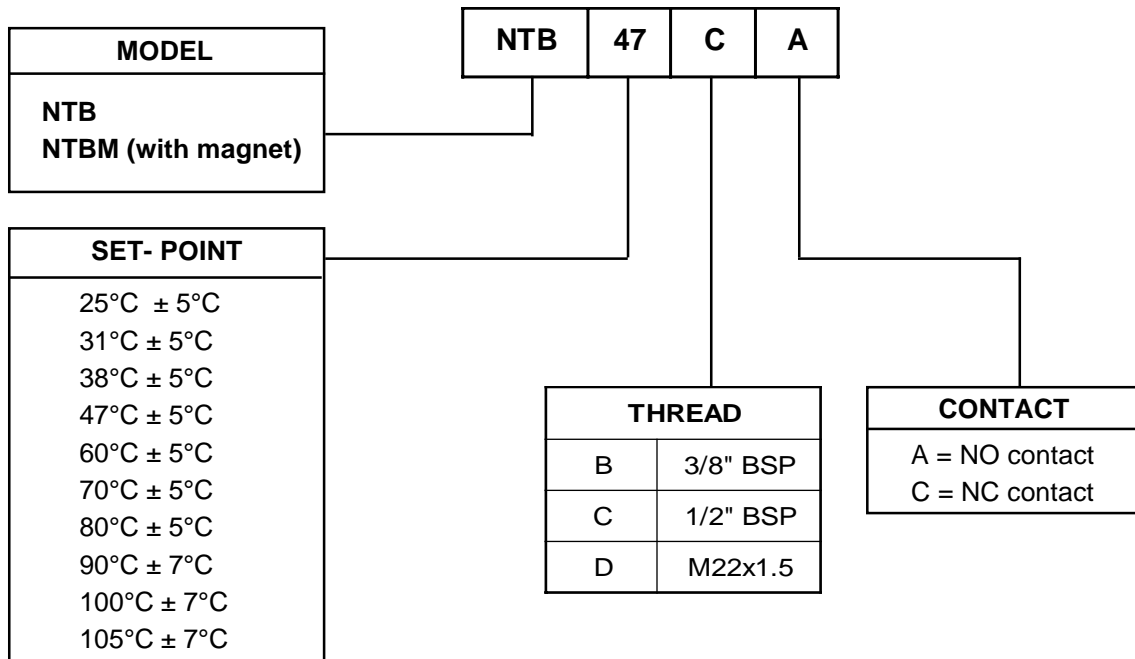 NTB 47 C A
MODEL
NTB
NTBM (with magnet)
SET- POINT
25°C ± 5°C
31°C ± 5°C
38°C ± 5°C
47°C ± 5°C
60°C ± 5°C
70°C ± 5°C
80°C ± 5°C
90°C ± 7°C
100°C ± 7°C
105°C ± 7°C
THREAD
B 3/8" BSP
C 1/2" BSP
D M22x1.5
CONTACT
A = NO contact
C = NC contact